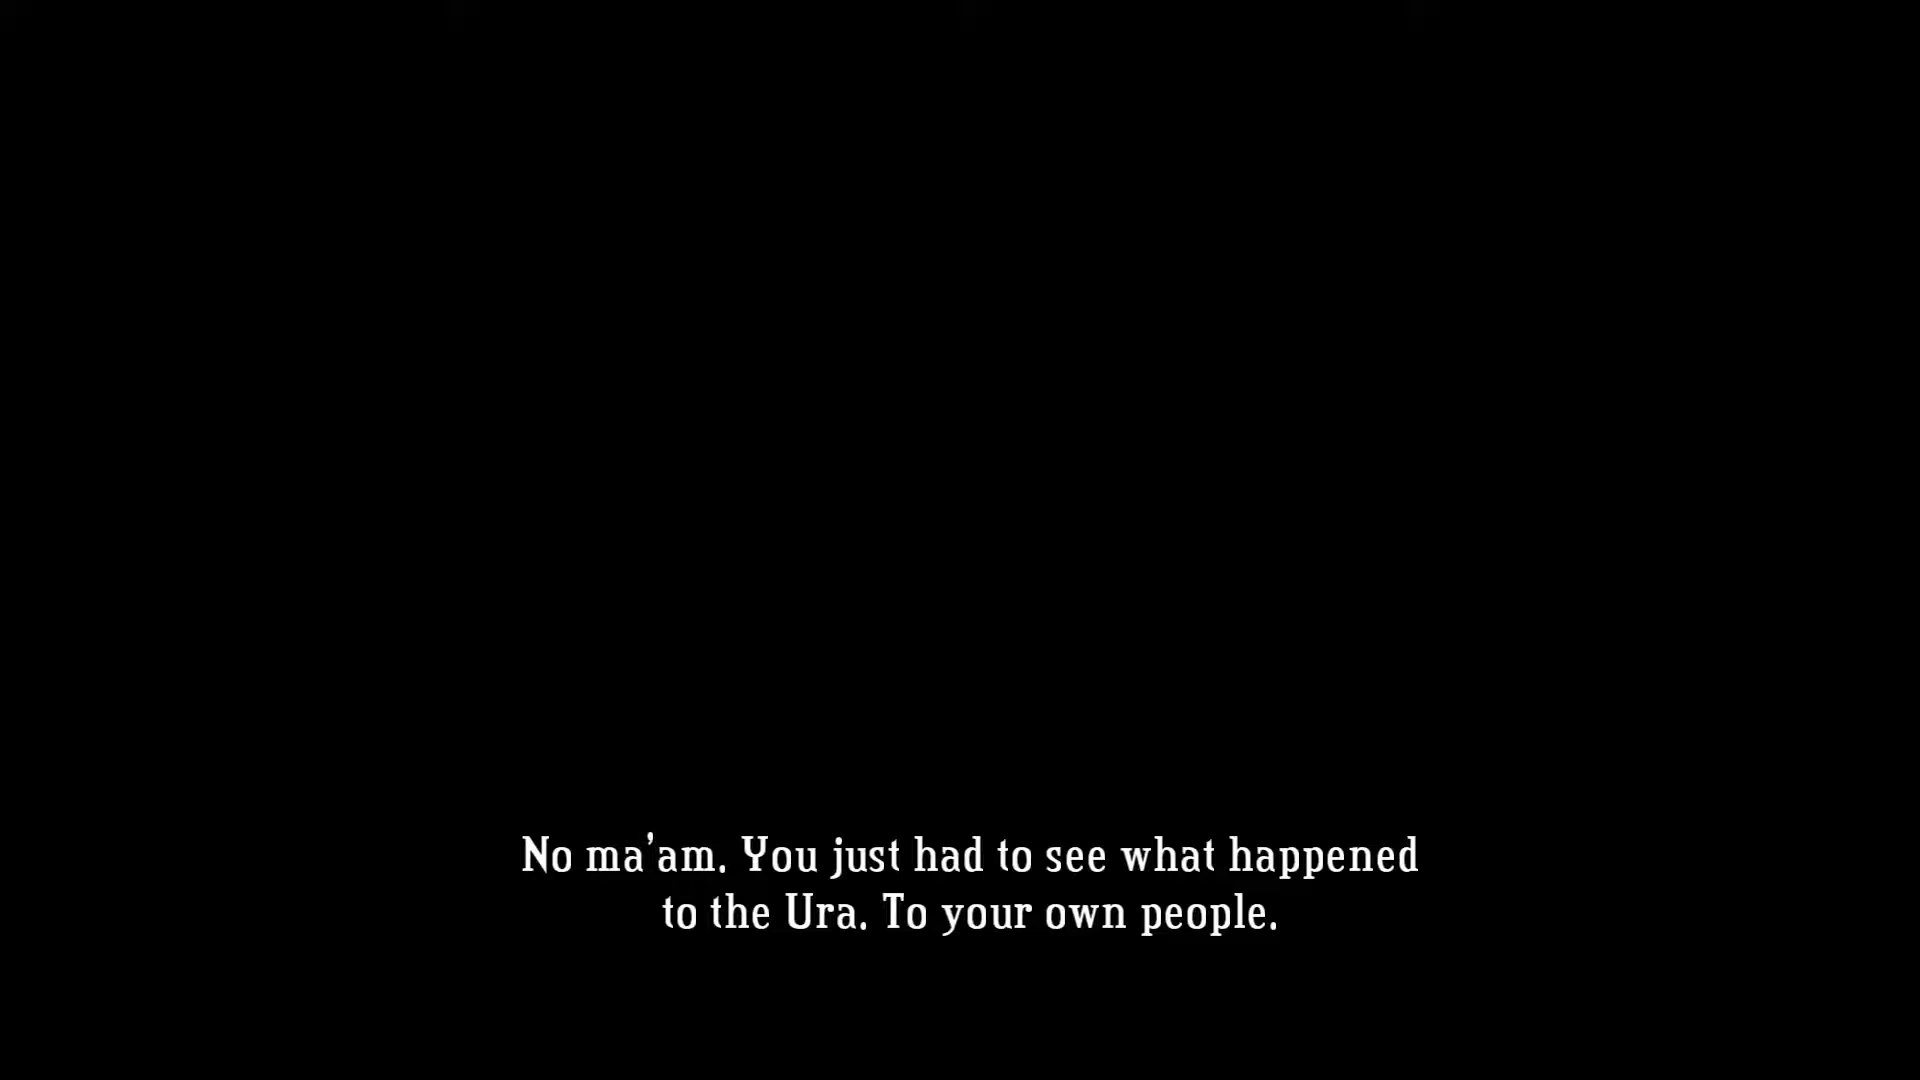 No ma’am. You just had to see what happened
to the Ura. To your own people.